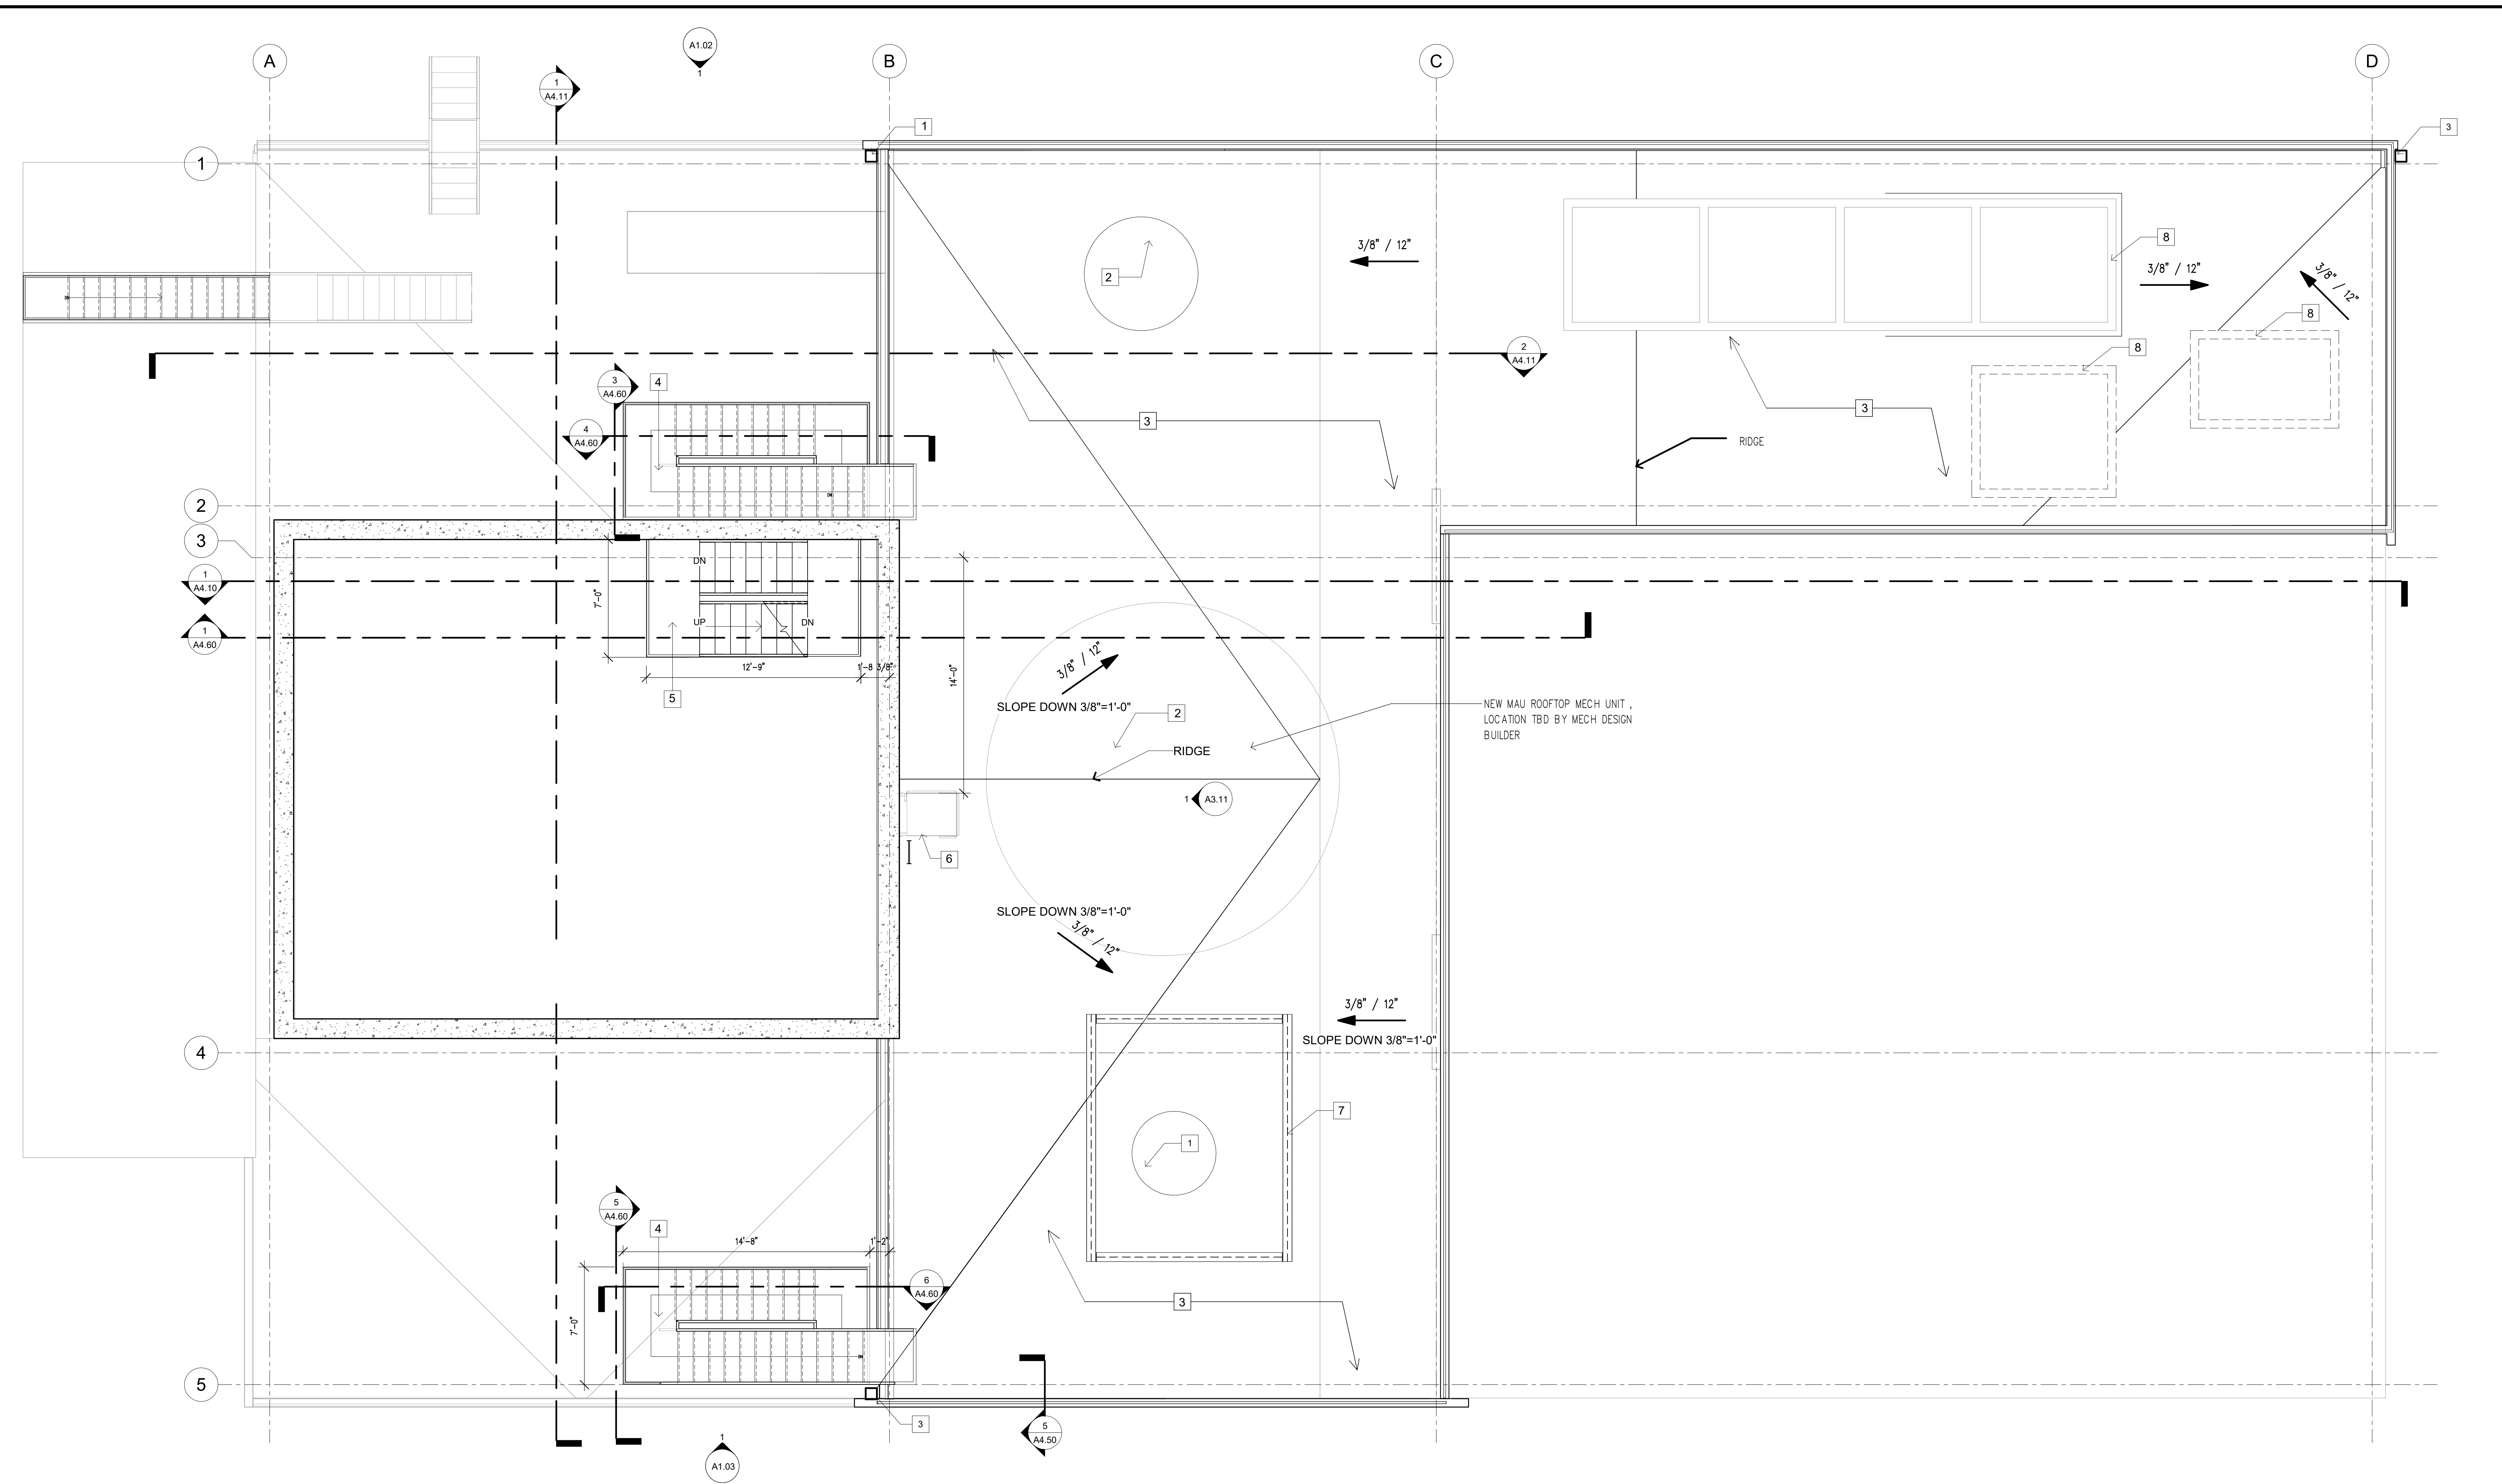 A
B
C
D
A1.02
1
1
A4.11
1
3
1
2
3/8" / 12"
8
3/8" / 12"
3/8" / 12"
8
8
2
A4.11
3
A4.60
4
4
A4.60
3
3
RIDGE
2
3
DN
1
A4.10
7'-0"
UP
DN
1
A4.60
12'-9"
1'-8 3/8"
14'-0"
5
3/8" / 12"
SLOPE DOWN 3/8"=1'-0"
2
NEW MAU ROOFTOP MECH UNIT ,
LOCATION TBD BY MECH DESIGN
BUILDER
RIDGE
1
A3.11
6
SLOPE DOWN 3/8"=1'-0"
3/8" / 12"
3/8" / 12"
SLOPE DOWN 3/8"=1'-0"
4
7
1
5
A4.60
4
14'-8"
1'-2"
6
A4.60
3
7'-0"
5
3
5
A4.50
1
A1.03